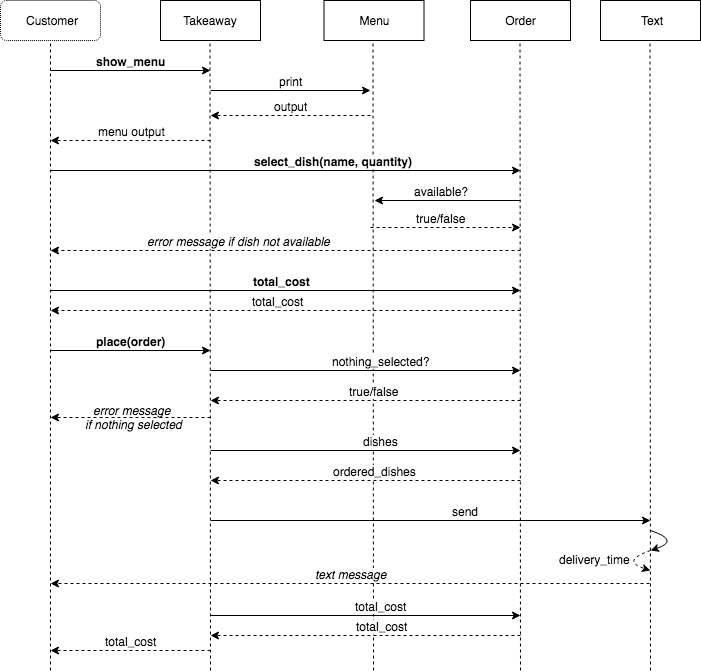 Customer
Takeaway
Menu
Order
Text
show_menu
print
output
menu output
select_dish(name, quantity)
available?
true/false
error message if dish not available
total_cost
total_cost
place(order)
nothing_selected?
true/false
error message
if nothing selected
dishes
ordered_dishes
send
delivery_time
text message
total_cost
total_cost
total_cost